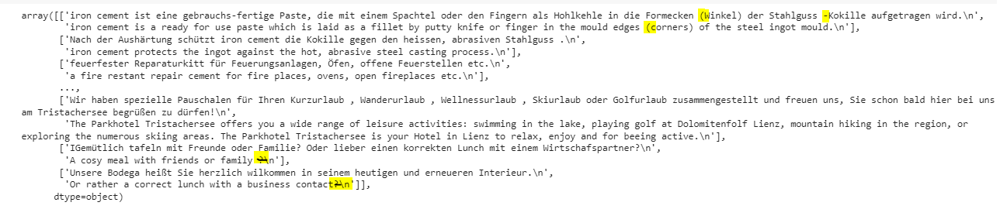 array([['iron cement ist eine gebrauchs-fertige Paste, die mit einem Spachtel oder den Fingern als Hohlkehle in die Formecken (Winkel) der Stahlguss -Kokille aufgetragen wird.\n',
'iron cement is a ready for use paste which is laid as a fillet by putty knife or finger in the mould edges (corners) of the steel ingot mould.\n'],
['Nach der Aushärtung schützt iron cement die Kokille gegen den heissen, abrasiven Stahlguss .\n',
'iron cement protects the ingot against the hot, abrasive steel casting process.\n'],
['feuerfester Reparaturkitt für Feuerungsanlagen, Öfen, offene Feuerstellen etc.\n',
'a fire restant repair cement for fire places, ovens, open fireplaces etc.\n'],
...,
['Wir haben spezielle Pauschalen für Ihren Kurzurlaub , Wanderurlaub , Wellnessurlaub , Skiurlaub oder Golfurlaub zusammengestellt und freuen uns, Sie schon bald hier bei uns
am Tristachersee begrüßen zu dürfen!\n',
'The Parkhotel Tristachersee offers you a wide range of leisure activities: swimming in the lake, playing golf at Dolomitenfolf Lienz, mountain hiking in the region, or
exploring the numerous skiing areas. The Parkhotel Tristachersee is your Hotel in Lienz to relax, enjoy and for beeing active.\n'],
['IGemütlich tafeln mit Freunde oder Familie? Oder lieber einen korrekten Lunch mit einem Wirtschafspartner?\n',
'A cosy meal with friends or family ?\n'],
['Unsere Bodega heißt Sie herzlich wilkommen in seinem heutigen und erneueren Interieur.\n',
'Or rather a correct lunch with a business contact?\n']],
dtype=object)